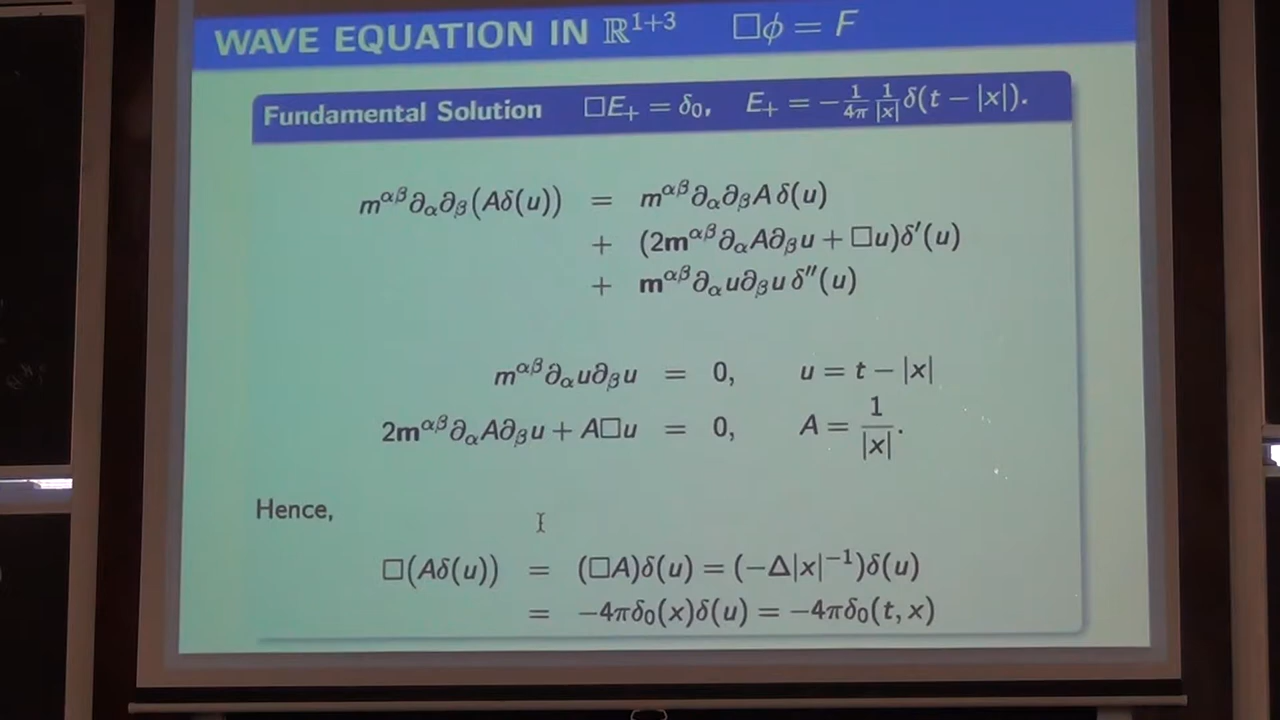 WAVE EQUATION IN ℝ¹⁺³ □ϕ = F
Fundamental Solution □E₊ = δ₀, E₊ = −1/4π 1/|x| δ(t − |x|).
m^{αβ}∂_α∂_β(Aδ(u)) = m^{αβ}∂_α∂_βA δ(u)
+ (2m^{αβ}∂_αA∂_βu + □u)δ′(u)
+ m^{αβ}∂_αu∂_βu δ″(u)
m^{αβ}∂_αu∂_βu = 0, u = t − |x|
2m^{αβ}∂_αA∂_βu + A□u = 0, A = 1/|x|.
Hence,
□(Aδ(u)) = (□A)δ(u) = (−Δ|x|⁻¹)δ(u)
= −4πδ₀(x)δ(u) = −4πδ₀(t, x)